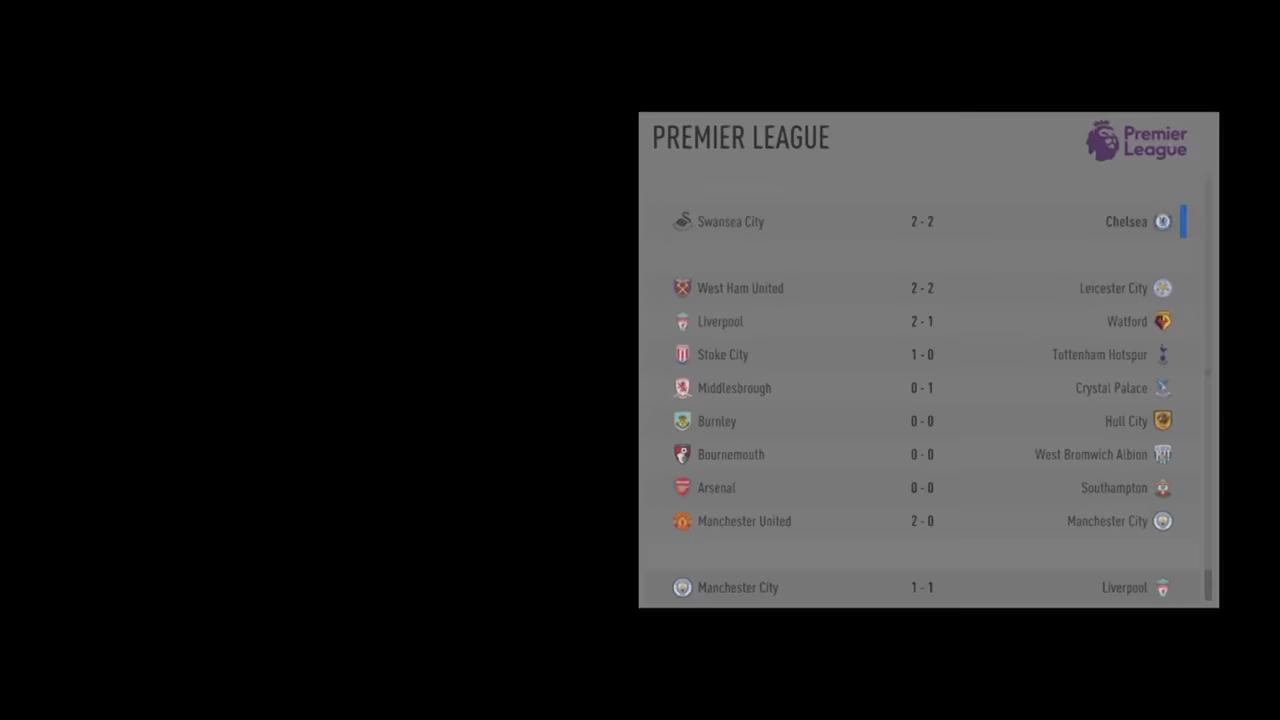 PREMIER LEAGUE
Premier
League
Swansea City 2 - 2 Chelsea
West Ham United 2 - 2 Leicester City
Liverpool 2 - 1 Watford
Stoke City 1 - 0 Tottenham Hotspur
Middlesbrough 0 - 1 Crystal Palace
Burnley 0 - 0 Hull City
Bournemouth 0 - 0 West Bromwich Albion
Arsenal 0 - 0 Southampton
Manchester United 2 - 0 Manchester City
Manchester City 1 - 1 Liverpool